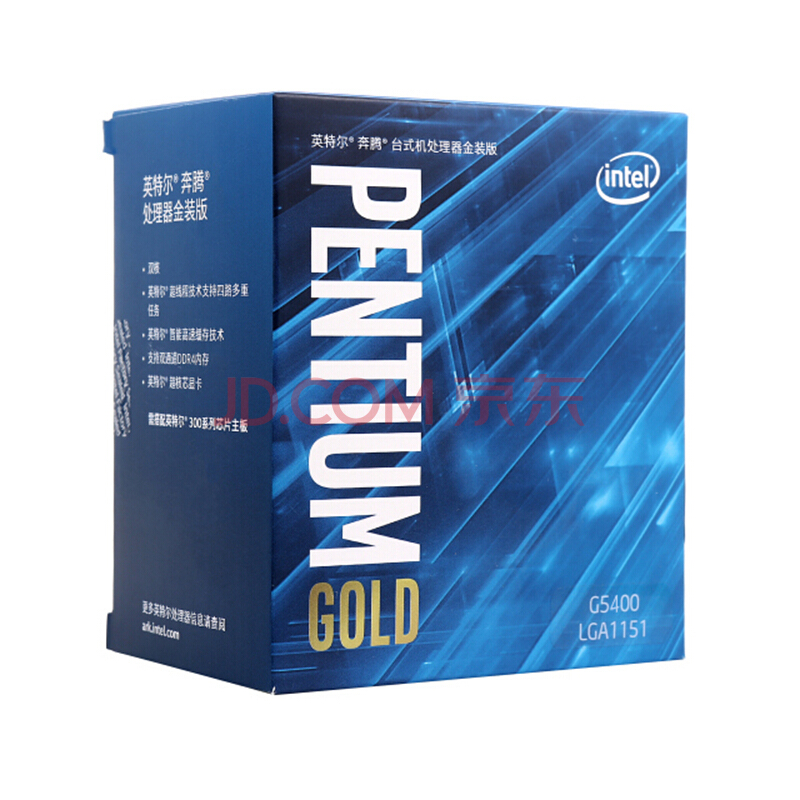 英特尔® 奔腾®
处理器金装版
• 双核
• 英特尔® 超线程技术支持四路多重
任务
• 英特尔® 智能高速缓存技术
• 支持双通道DDR4内存
• 英特尔® 超核芯显卡
需搭配英特尔® 300系列芯片主板
更多英特尔处理器信息请查阅
ark.intel.com
英特尔® 奔腾® 台式机处理器金装版
intel
PENTIUM
GOLD
G5400
LGA1151
JD.COM 京东